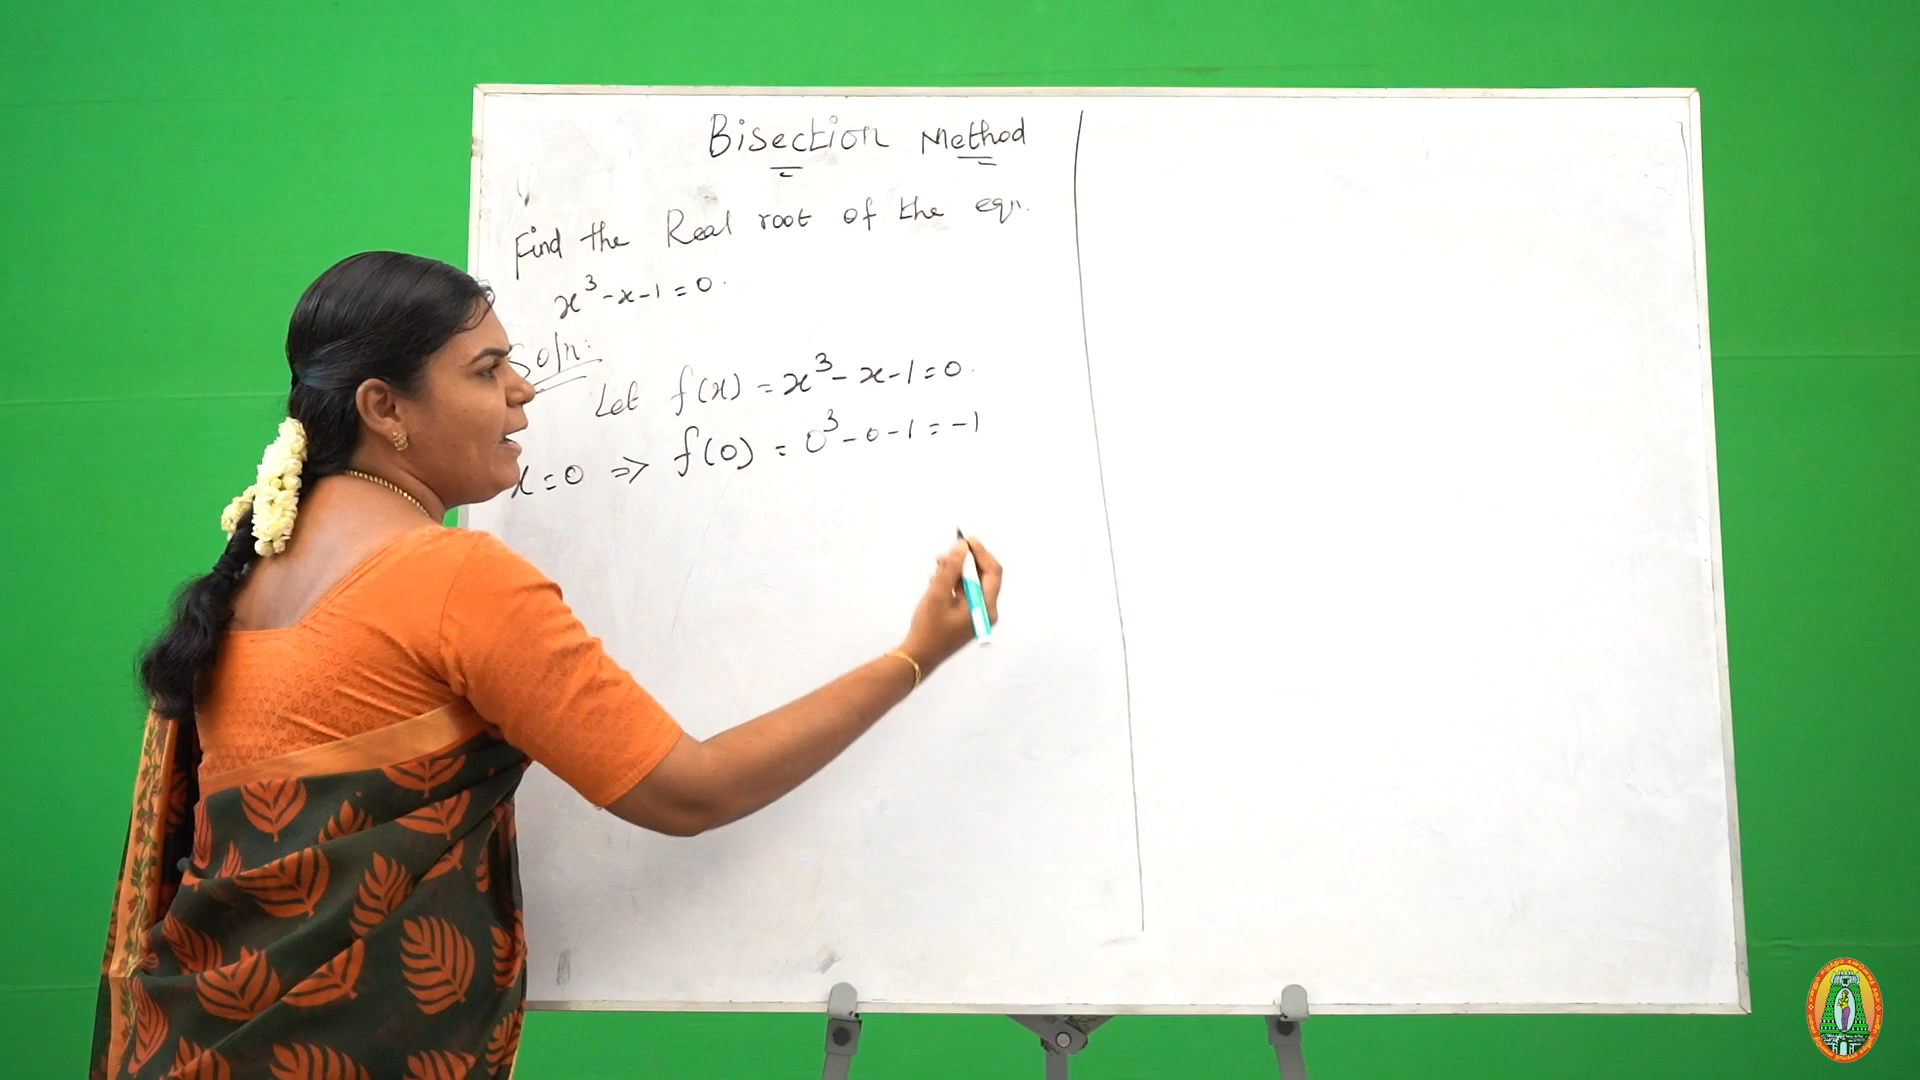 Bisection Method
Find the Real root of the eqn.
x³-x-1=0.
Soln:
Let f(x) = x³-x-1=0.
x=0 ⇒ f(0) = 0³-0-1=-1